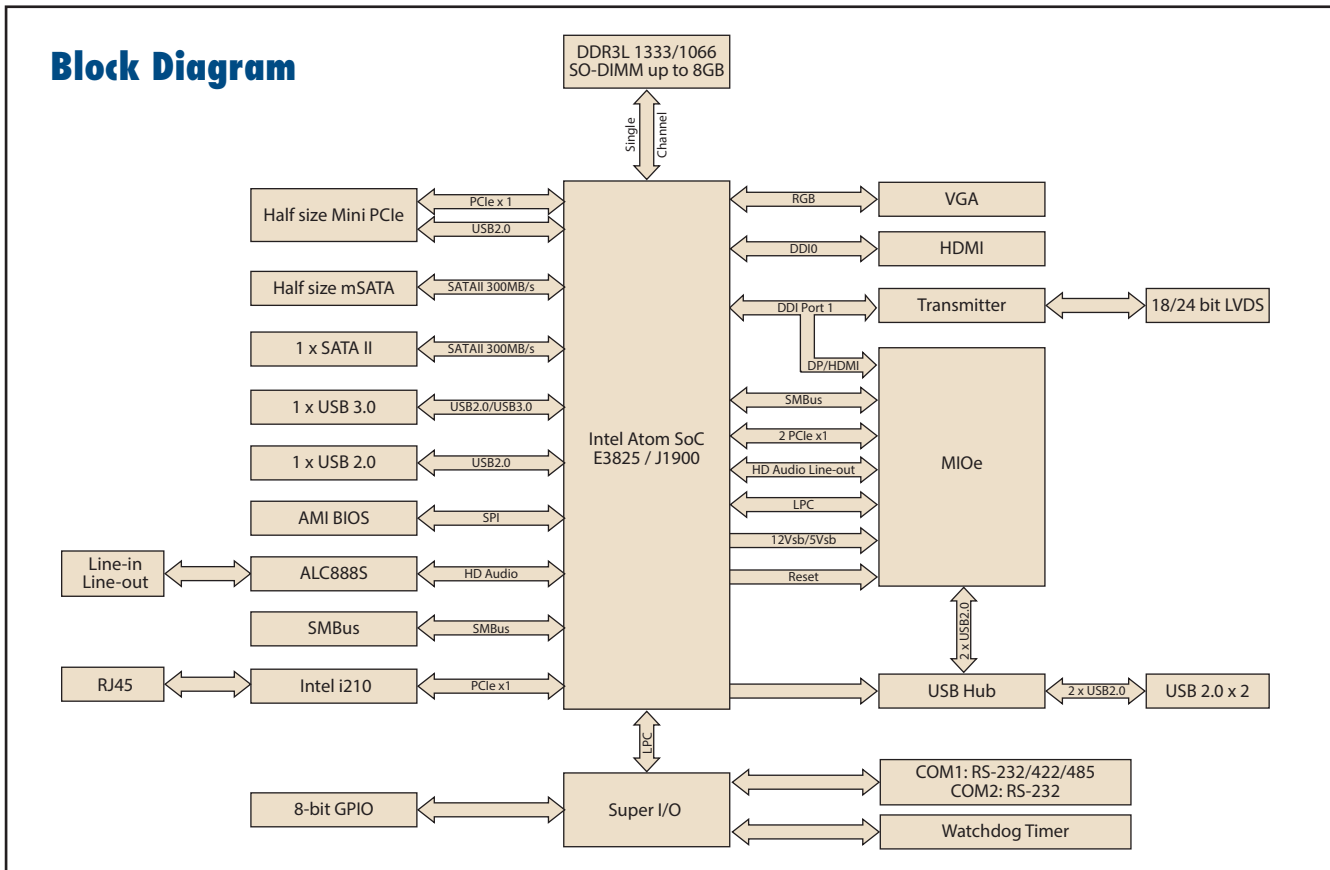 Block Diagram
DDR3L 1333/1066
SO-DIMM up to 8GB
Single
Channel
Half size Mini PCIe
PCIe x 1
USB2.0
Half size mSATA
SATAII 300MB/s
1 x SATA II
SATAII 300MB/s
1 x USB 3.0
USB2.0/USB3.0
1 x USB 2.0
USB2.0
AMI BIOS
SPI
Line-in
Line-out
ALC888S
HD Audio
SMBus
SMBus
RJ45
Intel i210
PCIe x1
Intel Atom SoC
E3825 / J1900
RGB
VGA
DDI0
HDMI
DDI Port 1
Transmitter
18/24 bit LVDS
DP/HDMI
SMBus
2 PCIe x1
HD Audio Line-out
LPC
12Vsb/5Vsb
Reset
MIOe
2 x USB2.0
USB Hub
2 x USB2.0
USB 2.0 x 2
LPC
8-bit GPIO
Super I/O
COM1: RS-232/422/485
COM2: RS-232
Watchdog Timer